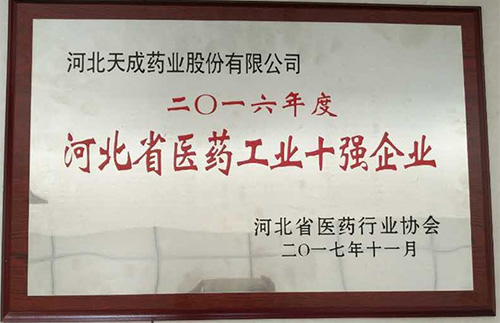 河北天成药业股份有限公司
二〇一六年度
河北省医药工业十强企业
河北省医药行业协会
二〇一七年十一月